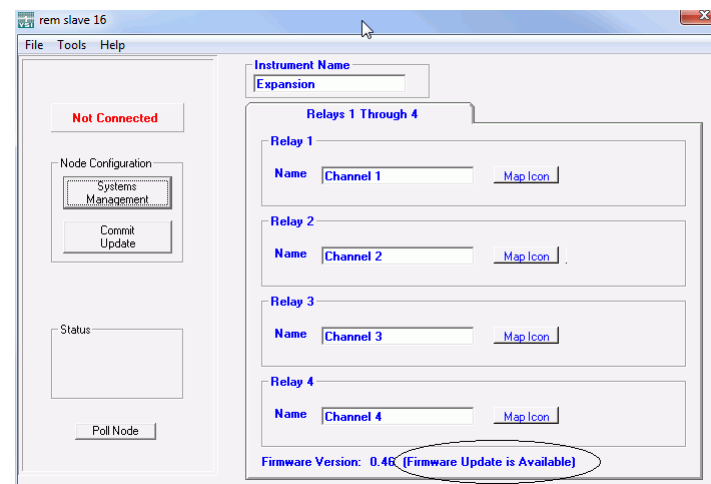 VSI rem slave 16
File Tools Help
Not Connected
Node Configuration
Systems
Management
Commit
Update
Status
Poll Node
Instrument Name
Expansion
Relays 1 Through 4
Relay 1
Name Channel 1 Map Icon
Relay 2
Name Channel 2 Map Icon
Relay 3
Name Channel 3 Map Icon
Relay 4
Name Channel 4 Map Icon
Firmware Version: 0.46 (Firmware Update is Available)